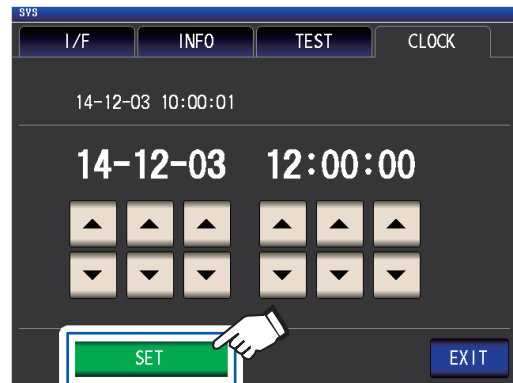 SYS
I/F INFO TEST CLOCK
14-12-03 10:00:01
14-12-03 12:00:00
SET EXIT